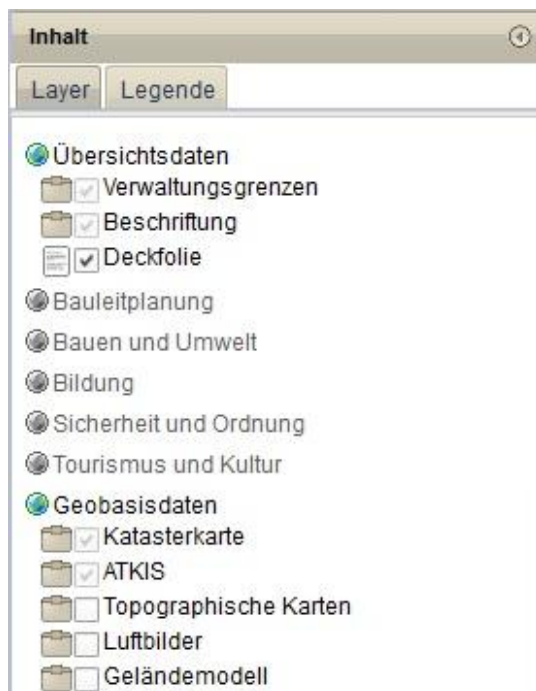 Inhalt
Layer Legende
Übersichtsdaten
Verwaltungsgrenzen
Beschriftung
Deckfolie
Bauleitplanung
Bauen und Umwelt
Bildung
Sicherheit und Ordnung
Tourismus und Kultur
Geobasisdaten
Katasterkarte
ATKIS
Topographische Karten
Luftbilder
Geländemodell